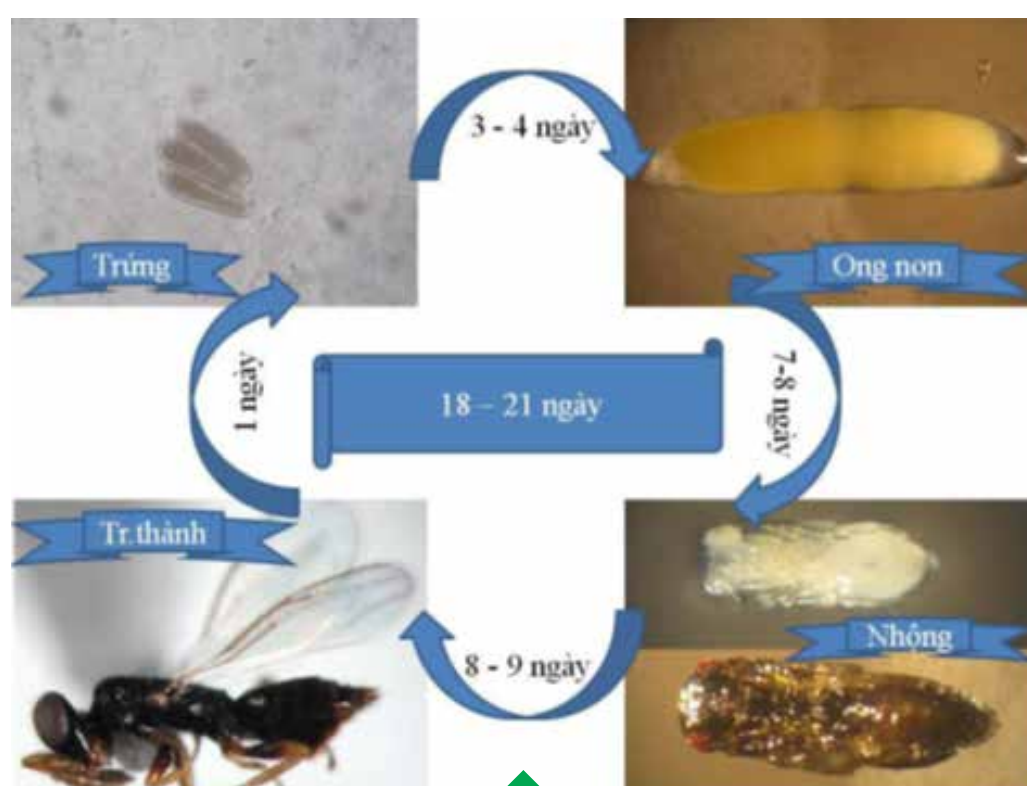 3 - 4 ngày
Trứng
Ong non
1 ngày
18 – 21 ngày
7-8 ngày
Tr.thành
Nhộng
8 - 9 ngày